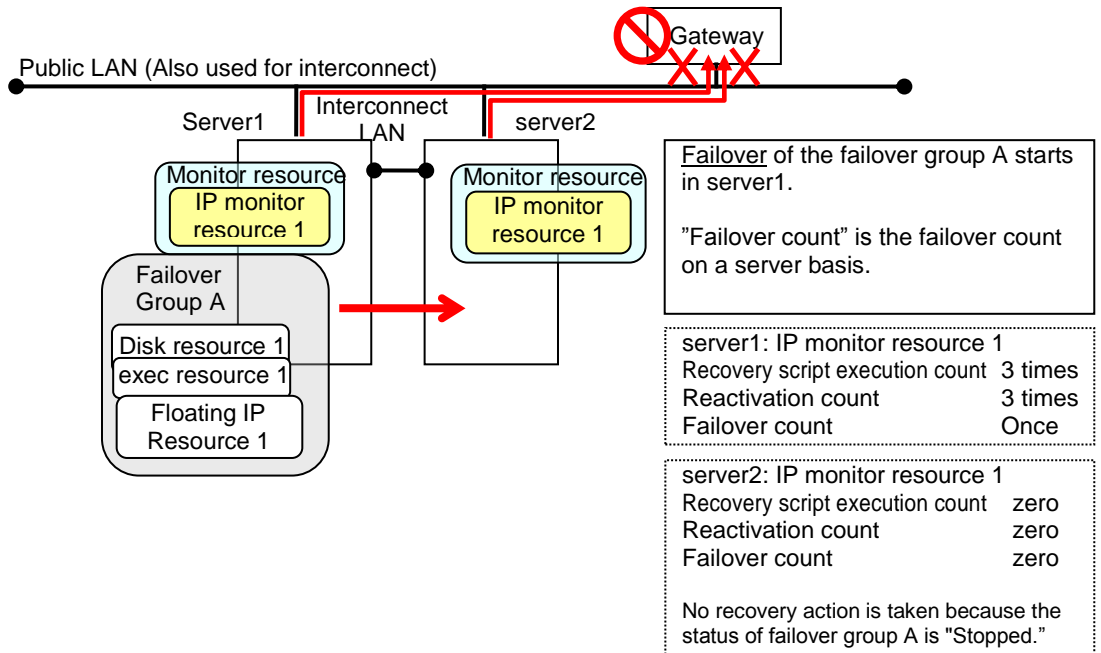 Gateway
Public LAN (Also used for interconnect)
Interconnect
LAN
Server1
server2
Monitor resource
IP monitor
resource 1
Monitor resource
IP monitor
resource 1
Failover
Group A
Disk resource 1
exec resource 1
Floating IP
Resource 1
Failover of the failover group A starts
in server1.
”Failover count” is the failover count
on a server basis.
server1: IP monitor resource 1
Recovery script execution count 3 times
Reactivation count 3 times
Failover count Once
server2: IP monitor resource 1
Recovery script execution count zero
Reactivation count zero
Failover count zero
No recovery action is taken because the
status of failover group A is "Stopped.”